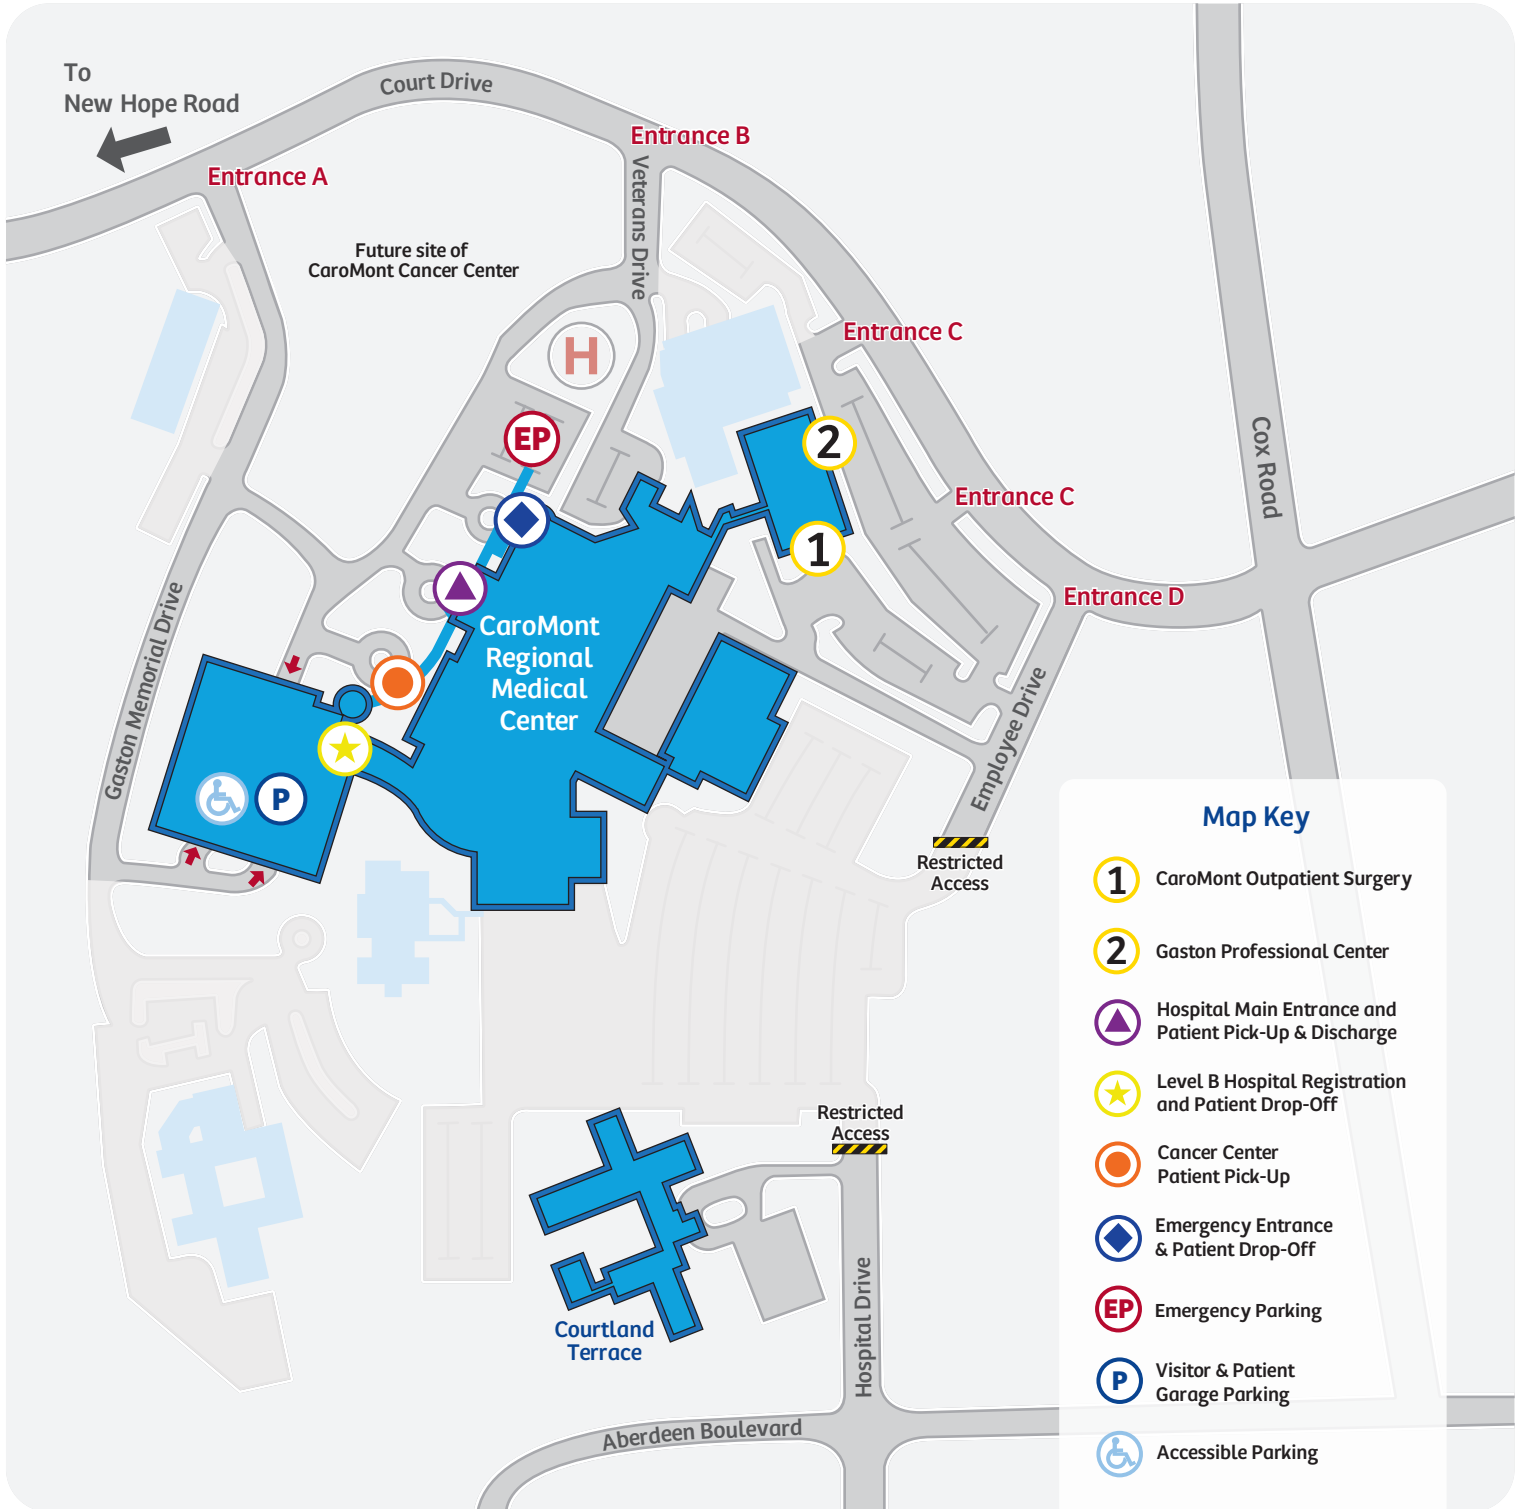 To
New Hope Road
Court Drive
Entrance A
Entrance B
Veterans Drive
Future site of
CaroMont Cancer Center
H
Entrance C
EP
2
1
Entrance C
Cox Road
Entrance D
CaroMont
Regional
Medical
Center
Gaston Memorial Drive
P
Employee Drive
Restricted
Access
Restricted
Access
Courtland
Terrace
Hospital Drive
Aberdeen Boulevard
Map Key
1 CaroMont Outpatient Surgery
2 Gaston Professional Center
Hospital Main Entrance and
Patient Pick-Up & Discharge
Level B Hospital Registration
and Patient Drop-Off
Cancer Center
Patient Pick-Up
Emergency Entrance
& Patient Drop-Off
EP Emergency Parking
P Visitor & Patient
Garage Parking
Accessible Parking